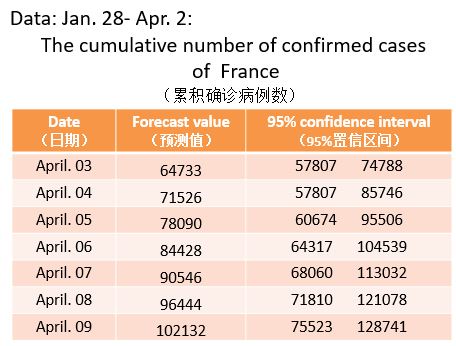 Data: Jan. 28- Apr. 2:
The cumulative number of confirmed cases
of France
（累积确诊病例数）
Date Forecast value 95% confidence interval
（日期） （预测值） （95%置信区间）
April. 03 64733 57807 74788
April. 04 71526 57807 85746
April. 05 78090 60674 95506
April. 06 84428 64317 104539
April. 07 90546 68060 113032
April. 08 96444 71810 121078
April. 09 102132 75523 128741